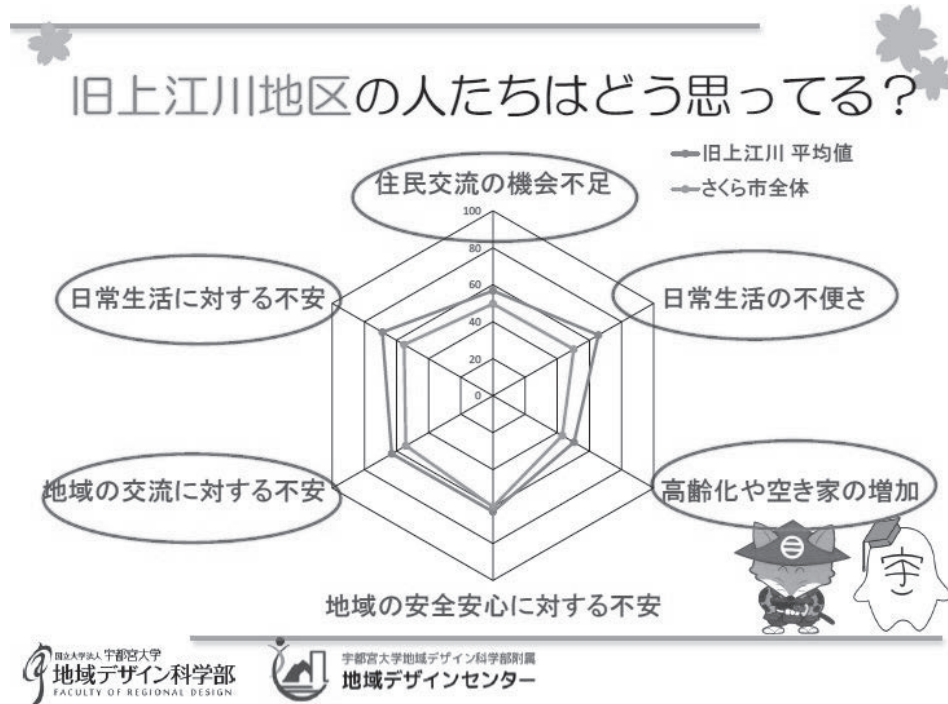 旧上江川地区の人たちはどう思ってる？
旧上江川 平均値
さくら市全体
住民交流の機会不足
日常生活に対する不安
日常生活の不便さ
100
80
60
40
20
0
地域の交流に対する不安
高齢化や空き家の増加
地域の安全安心に対する不安
宇
国立大学法人 宇都宮大学
地域デザイン科学部
FACULTY OF REGIONAL DESIGN
宇都宮大学地域デザイン科学部附属
地域デザインセンター